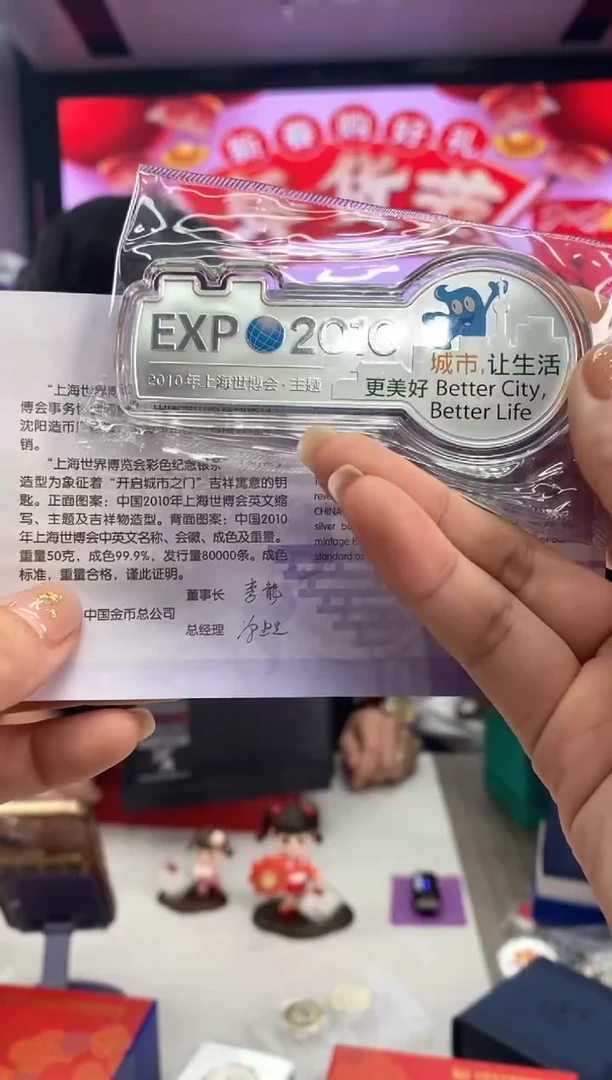 新春购好礼
EXPO 2010
2010年上海世博会·主题
城市,让生活
更美好 Better City,
Better Life
"上海世界博
博会事务
沈阳造币
销。
"上海世界博览会彩色纪念银条
造型为象征着"开启城市之门"吉祥寓意的钥
匙。正面图案：中国2010年上海世博会英文缩
写、主题及吉祥物造型。背面图案：中国2010
年上海世博会中英文名称、会徽、成色及重量。
重量50克，成色99.9%，发行量80000条。成色
标准，重量合格，谨此证明。
董事长
中国金币总公司
总经理
reve
CHINA
silver
mintage
standard